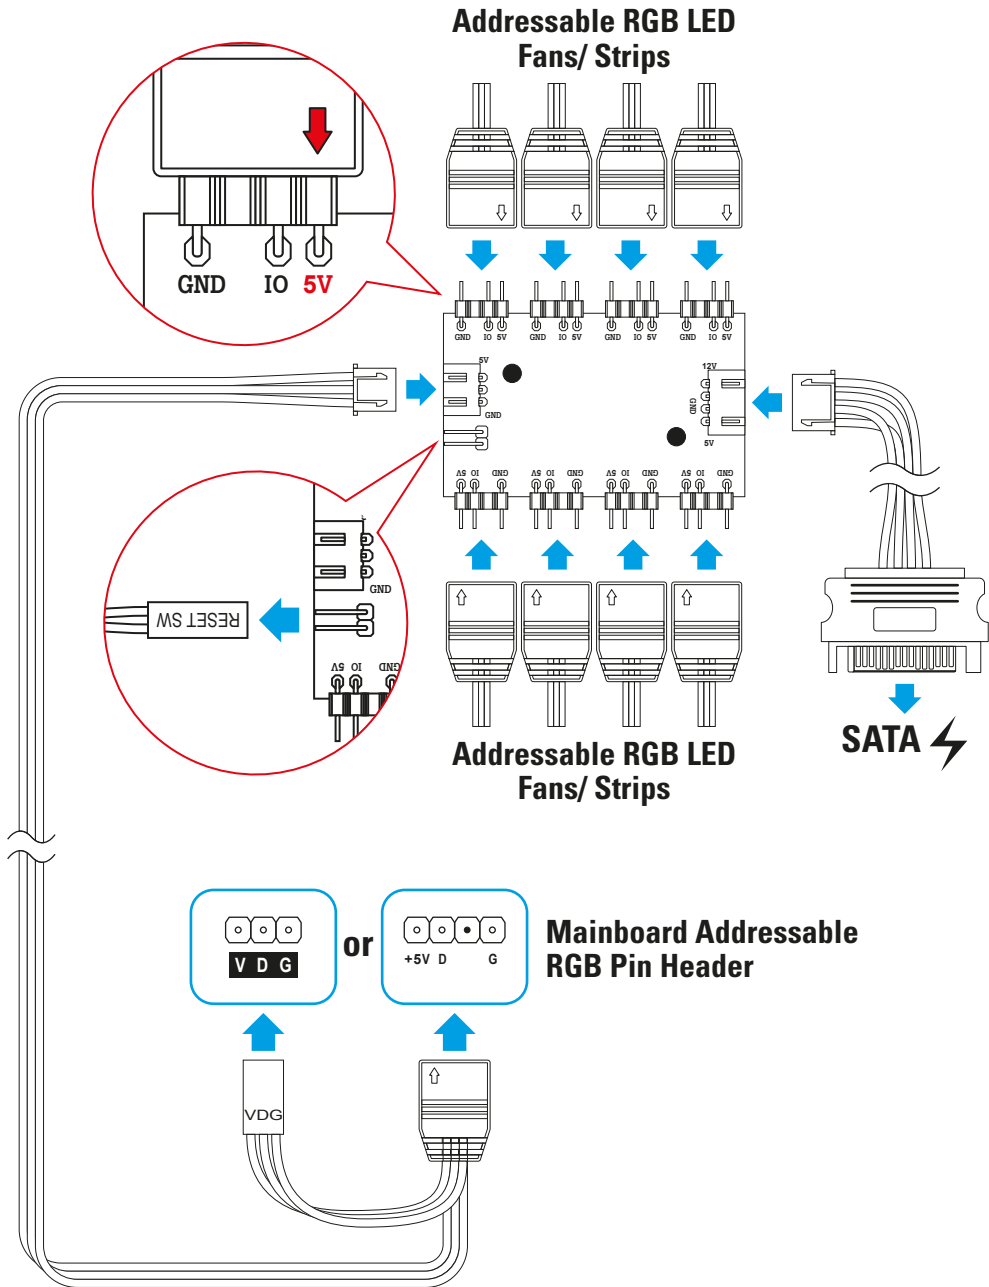 Addressable RGB LED
Fans/ Strips
GND IO 5V
GND IO 5V GND IO 5V GND IO 5V GND IO 5V
5V
GND
12V
GND
5V
5V IO GND 5V IO GND 5V IO GND 5V IO GND
GND
RESET SW
5V IO GND
Addressable RGB LED
Fans/ Strips
SATA
V D G
or
+5V D G
Mainboard Addressable
RGB Pin Header
VDG